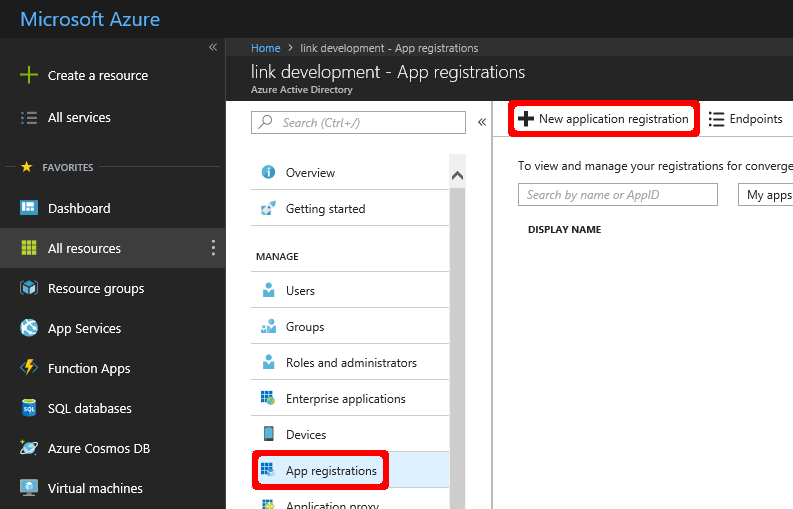 Microsoft Azure
Create a resource
All services
FAVORITES
Dashboard
All resources
Resource groups
App Services
Function Apps
SQL databases
Azure Cosmos DB
Virtual machines
Home > link development - App registrations
link development - App registrations
Azure Active Directory
Search (Ctrl+/)
Overview
Getting started
MANAGE
Users
Groups
Roles and administrators
Enterprise applications
Devices
App registrations
Application proxy
New application registration
Endpoints
To view and manage your registrations for converge
Search by name or AppID
My apps
DISPLAY NAME